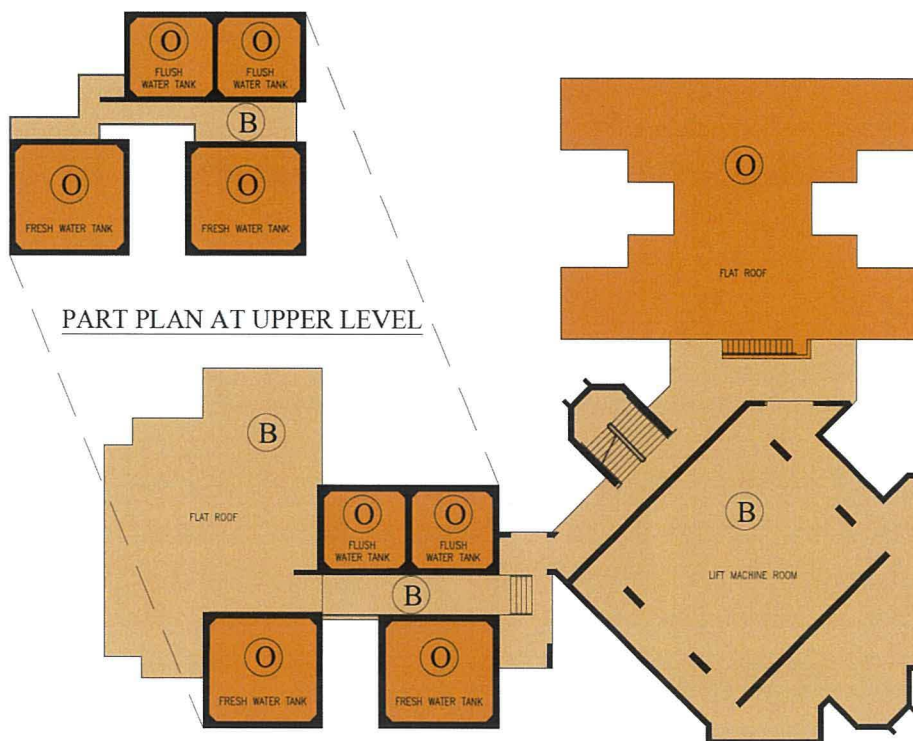 O
O
FLUSH
WATER TANK
FLUSH
WATER TANK
B
O
FRESH WATER TANK
O
FRESH WATER TANK
O
FLAT ROOF
PART PLAN AT UPPER LEVEL
B
FLAT ROOF
O
FLUSH
WATER TANK
O
FLUSH
WATER TANK
B
B
LIFT MACHINE ROOM
O
FRESH WATER TANK
O
FRESH WATER TANK